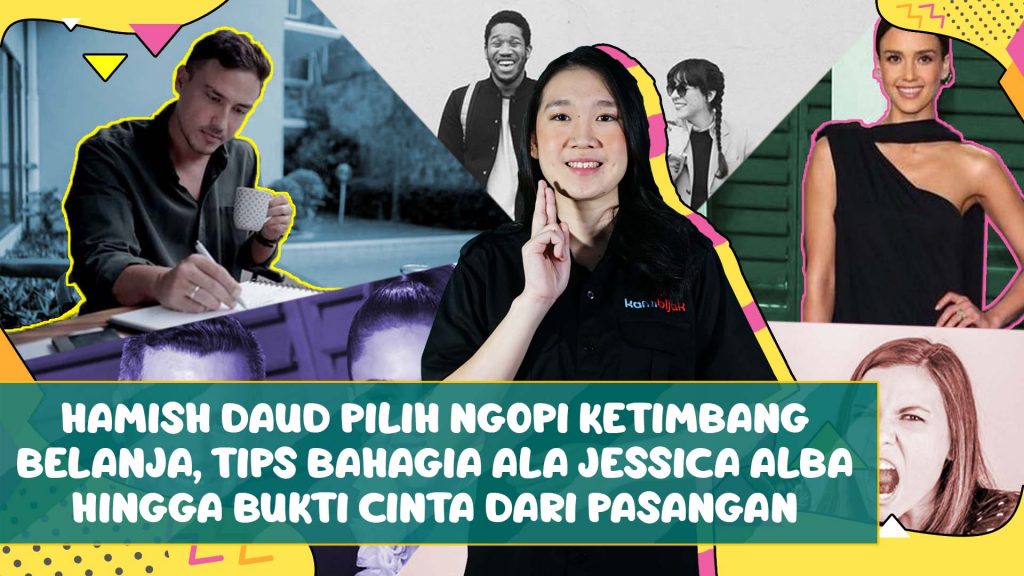 kamibijak
HAMISH DAUD PILIH NGOPI KETIMBANG
BELANJA, TIPS BAHAGIA ALA JESSICA ALBA
HINGGA BUKTI CINTA DARI PASANGAN